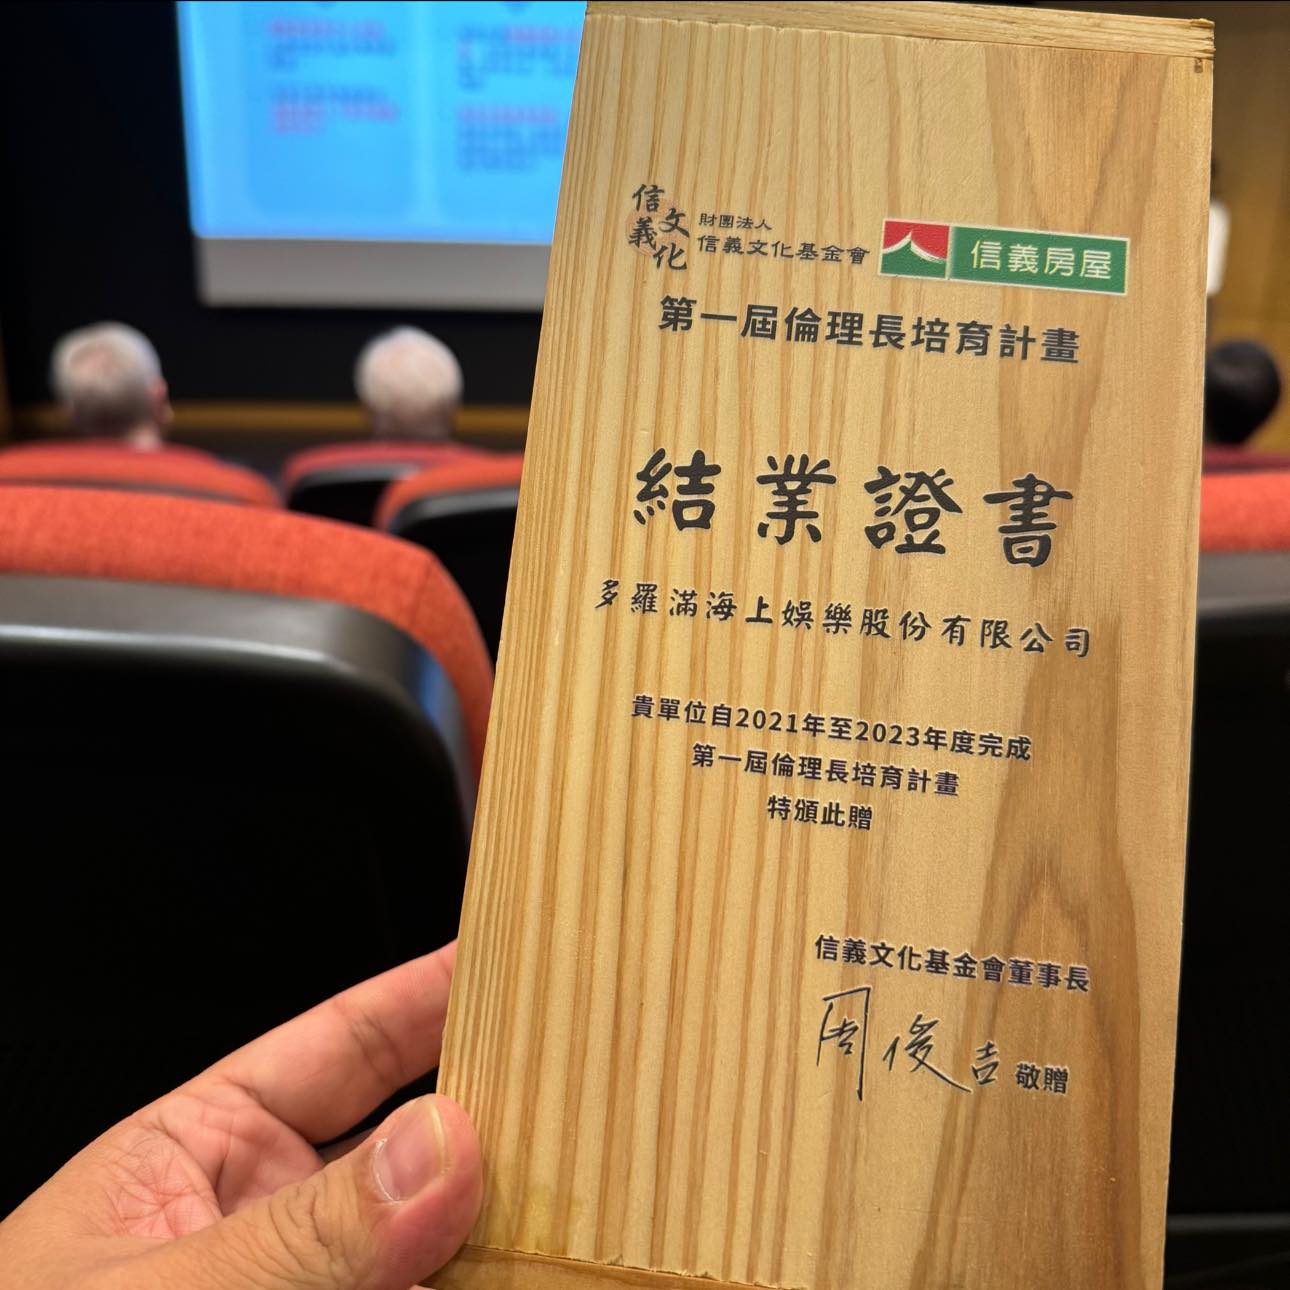 信義文化
財團法人
信義文化基金會
信義房屋
第一屆倫理長培育計畫
結業證書
多羅滿海上娛樂股份有限公司
貴單位自2021年至2023年度完成
第一屆倫理長培育計畫
特頒此贈
信義文化基金會董事長
周俊吉 敬贈